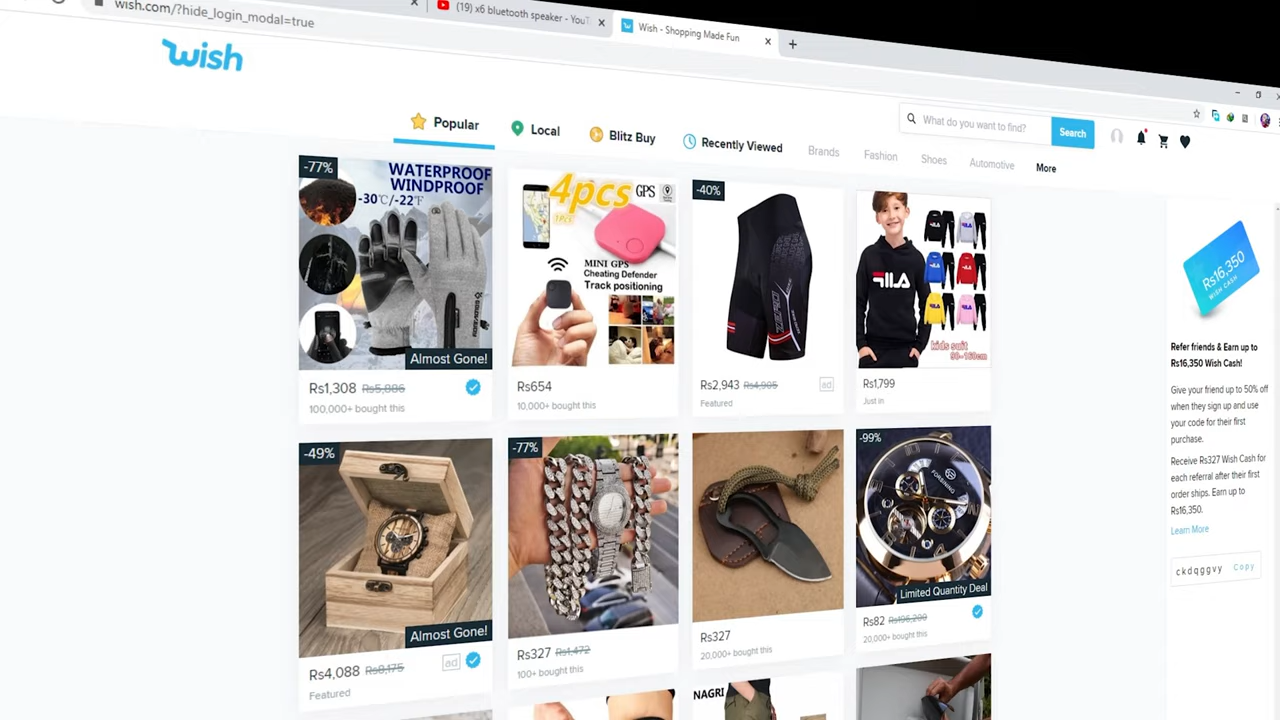 wish.com/?hide_login_modal=true
(19) x6 bluetooth speaker - YouT
Wish - Shopping Made Fun
wish
What do you want to find?
Search
Popular
Local
Blitz Buy
Recently Viewed
Brands
Fashion
Shoes
Automotive
More
-77%
WATERPROOF
WINDPROOF
-30°C/-22°F
Almost Gone!
Rs1,308 Rs5,886
100,000+ bought this
4pcs
1PCS
GPS
MINI GPS
Cheating Defender
Track positioning
Rs654
10,000+ bought this
-40%
ZERO
Rs2,943 Rs4,905
ad
Featured
FILA
kids suit
90-160cm
Rs1,799
Just in
Rs16,350
WISH CASH
Refer friends & Earn up to
Rs16,350 Wish Cash!
Give your friend up to 50% off
when they sign up and use
your code for their first
purchase.
Receive Rs327 Wish Cash for
each referral after their first
order ships. Earn up to
Rs16,350.
Learn More
ckdqggvy Copy
-49%
Almost Gone!
Rs4,088 Rs8,175
ad
Featured
-77%
Rs327 Rs1,472
100+ bought this
Rs327
20,000+ bought this
-99%
FORSINING
Limited Quantity Deal
Rs82 Rs196,200
20,000+ bought this
NAGRI